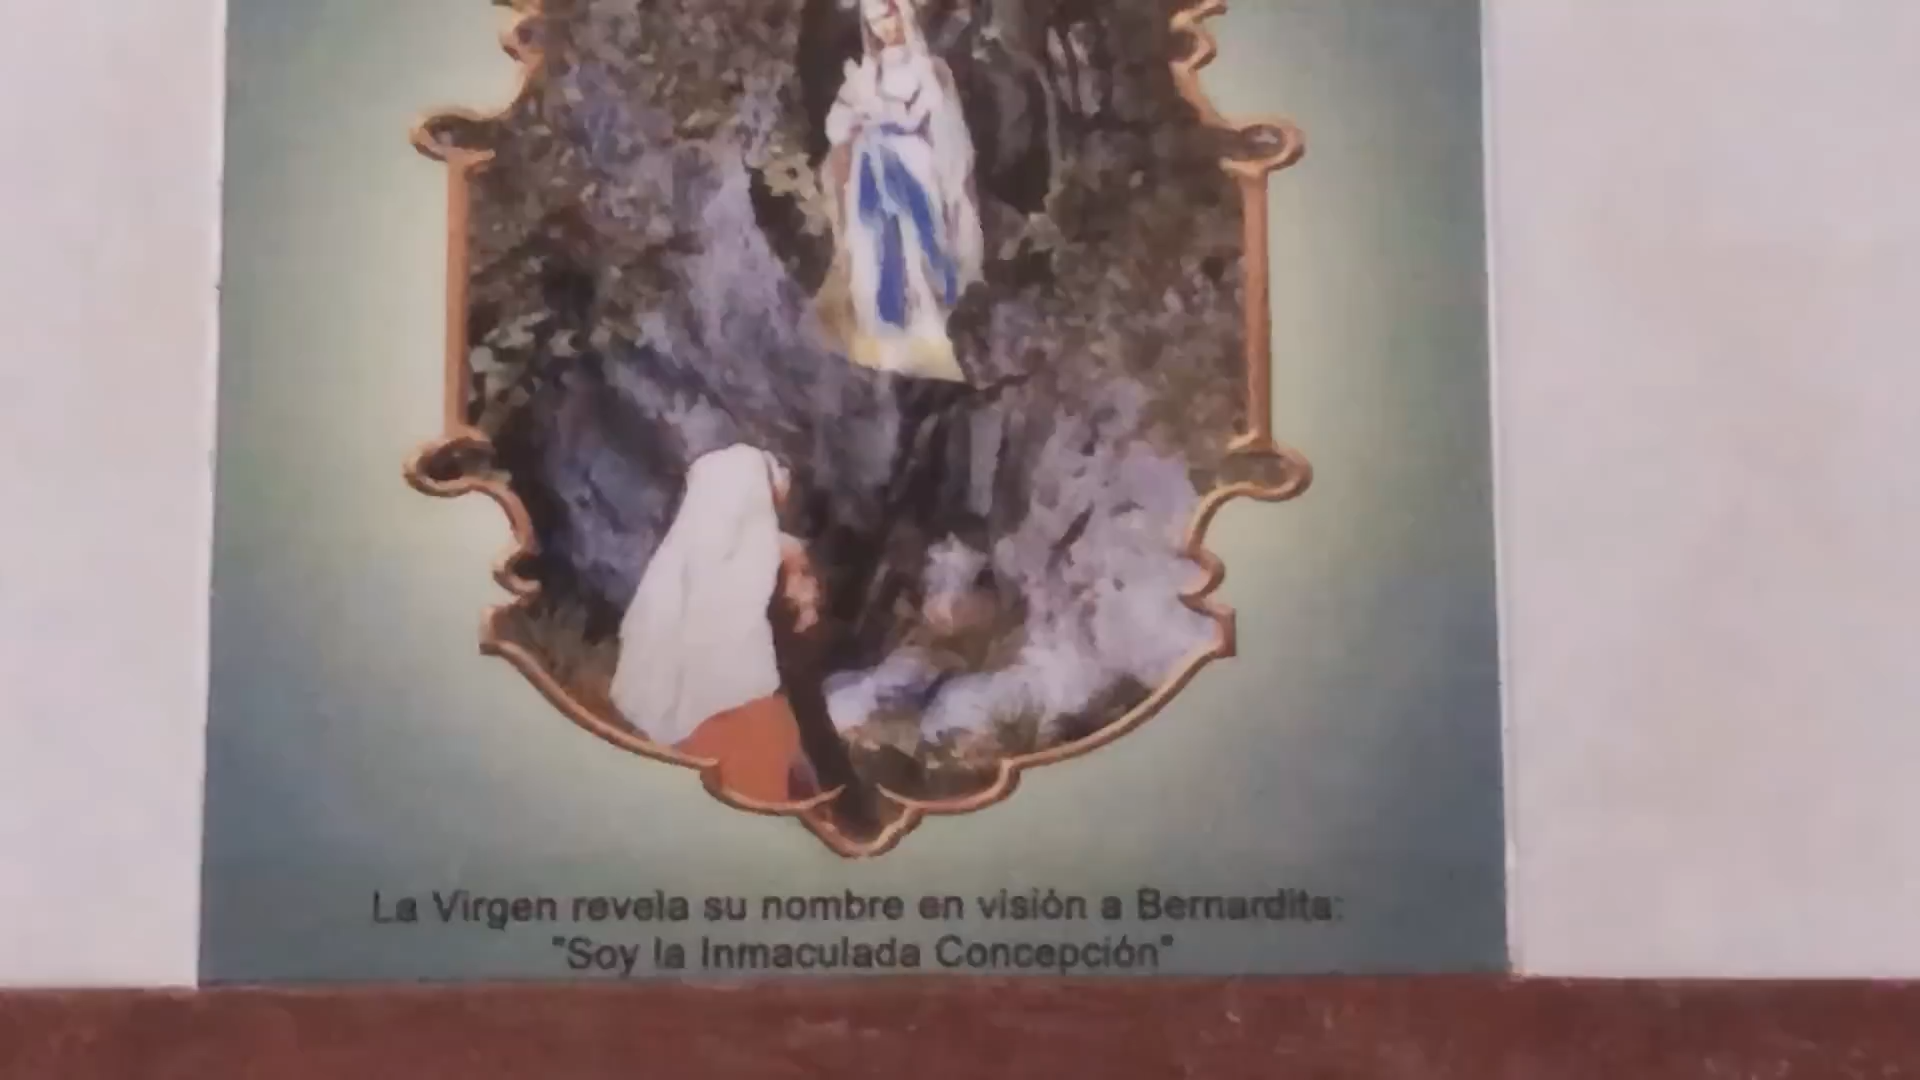 La Virgen revela su nombre en visión a Bernardita:
"Soy la Inmaculada Concepción"